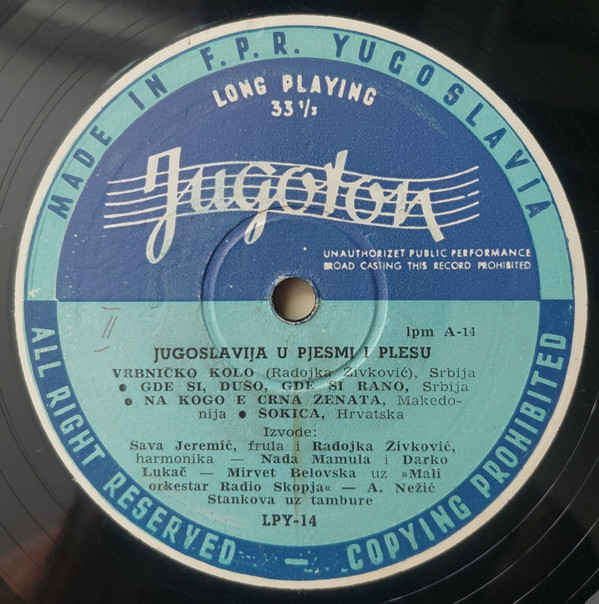 MADE IN F.P.R. YUGOSLAVIA
LONG PLAYING
33 1/3
Jugoton
UNAUTHORIZET PUBLIC PERFORMANCE
BROAD CASTING THIS RECORD PROHIBITED
II
lpm A-14
JUGOSLAVIJA U PJESMI I PLESU
VRBNIČKO KOLO (Radojka Živković), Srbija
● GDE SI, DUŠO, GDE SI RANO, Srbija
● NA KOGO E CRNA ŽENATA, Makedo-
nija ● ŠOKICA, Hrvatska
Izvode:
Sava Jeremić, frula i Radojka Živković,
harmonika — Nada Mamula i Darko
Lukač — Mirvet Belovska uz »Mali
orkestar Radio Skopja« — A. Nežić
Stankova uz tambure
LPY-14
ALL RIGHT RESERVED — COPYING PROHIBITED